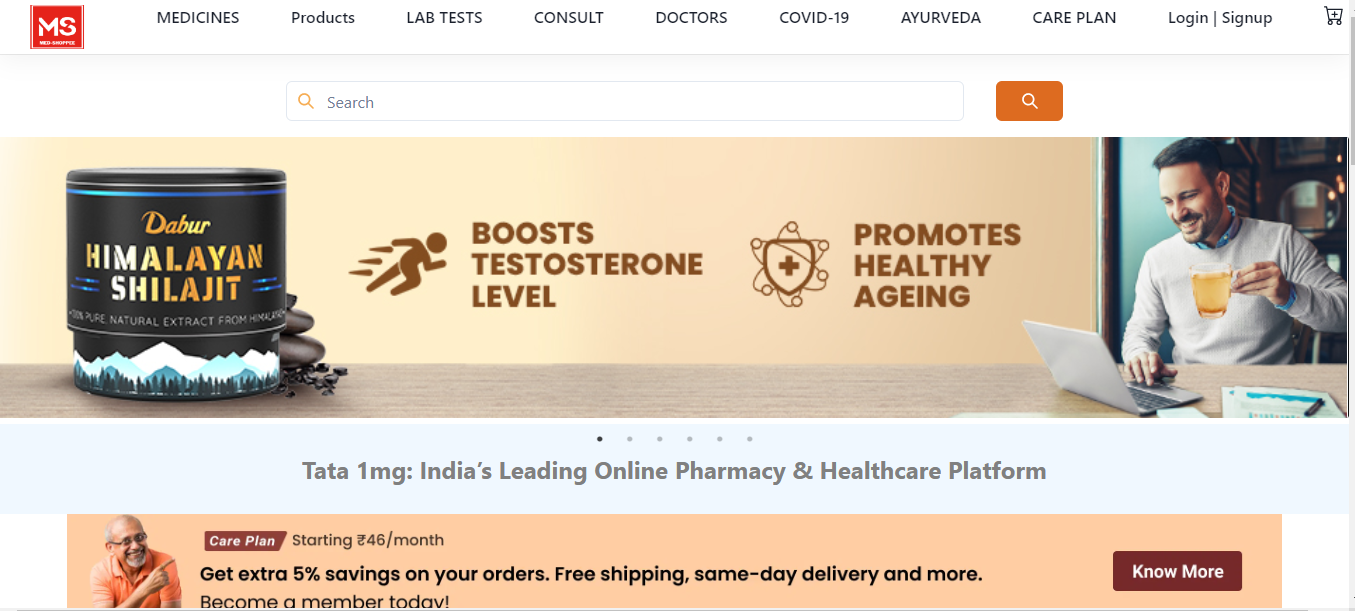 MS
MED-SHOPPEE
MEDICINES Products LAB TESTS CONSULT DOCTORS COVID-19 AYURVEDA CARE PLAN Login | Signup
Search
Dabur
HIMALAYAN
SHILAJIT
100% PURE, NATURAL EXTRACT FROM HIMALAYAS
BOOSTS
TESTOSTERONE
LEVEL
PROMOTES
HEALTHY
AGEING
Tata 1mg: India’s Leading Online Pharmacy & Healthcare Platform
Care Plan Starting ₹46/month
Get extra 5% savings on your orders. Free shipping, same-day delivery and more.
Know More
Become a member today!